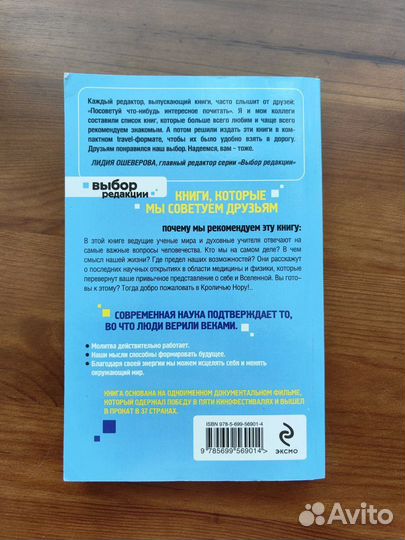 Каждый редактор, выпускающий книги, часто слышит от друзей:
«Посоветуй что-нибудь интересное почитать». Я и мои коллеги
составили список книг, которые больше всего любим и чаще всего
рекомендуем знакомым. А потом решили издать эти книги в ком-
пактном travel-формате, чтобы их было удобно взять в дорогу.
Друзьям понравился наш выбор. Надеемся, вам – тоже.
ЛИДИЯ ОШЕВЕРОВА, главный редактор серии «Выбор редакции»
выбор
редакции
КНИГИ, КОТОРЫЕ
МЫ СОВЕТУЕМ ДРУЗЬЯМ
почему мы рекомендуем эту книгу:
В этой книге ведущие ученые мира и духовные учителя отвечают на
самые важные вопросы человечества. Кто мы на самом деле? В чем
смысл нашей жизни? Где предел наших возможностей? Они расскажут
о последних научных открытиях в области медицины и физики, которые
перевернут ваше привычное представление о себе и Вселенной. Вы гото-
вы к этому? Тогда добро пожаловать в Кроличью Нору!..
СОВРЕМЕННАЯ НАУКА ПОДТВЕРЖДАЕТ ТО,
ВО ЧТО ЛЮДИ ВЕРИЛИ ВЕКАМИ.
• Молитва действительно работает.
• Наши мысли способны формировать будущее.
• Благодаря своей энергии мы можем исцелять себя и менять
окружающий мир.
КНИГА ОСНОВАНА НА ОДНОИМЕННОМ ДОКУМЕНТАЛЬНОМ ФИЛЬМЕ,
КОТОРЫЙ ОДЕРЖАЛ ПОБЕДУ В ПЯТИ КИНОФЕСТИВАЛЯХ И ВЫШЕЛ
В ПРОКАТ В 37 СТРАНАХ.
ISBN 978-5-699-56901-4
9 785699 569014 >
ЭКСМО
Avito